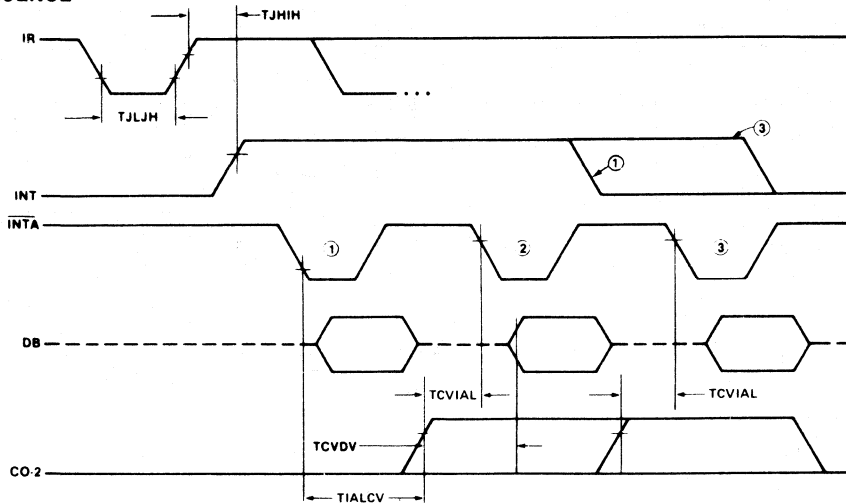 TJHIH
IR
TJLJH
...
③
①
INT
INTA
①
②
③
DB
TCVIAL
TCVIAL
TCVDV
CO-2
TIALCV